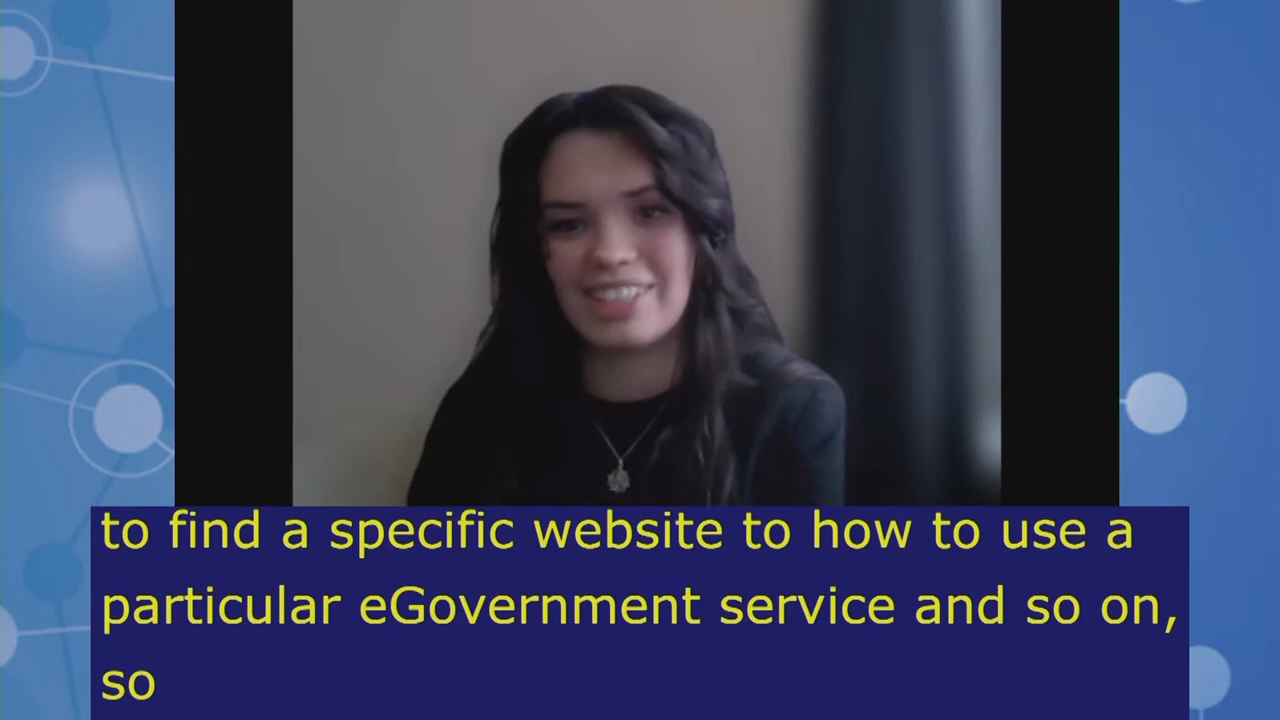 to find a specific website to how to use a
particular eGovernment service and so on,
so